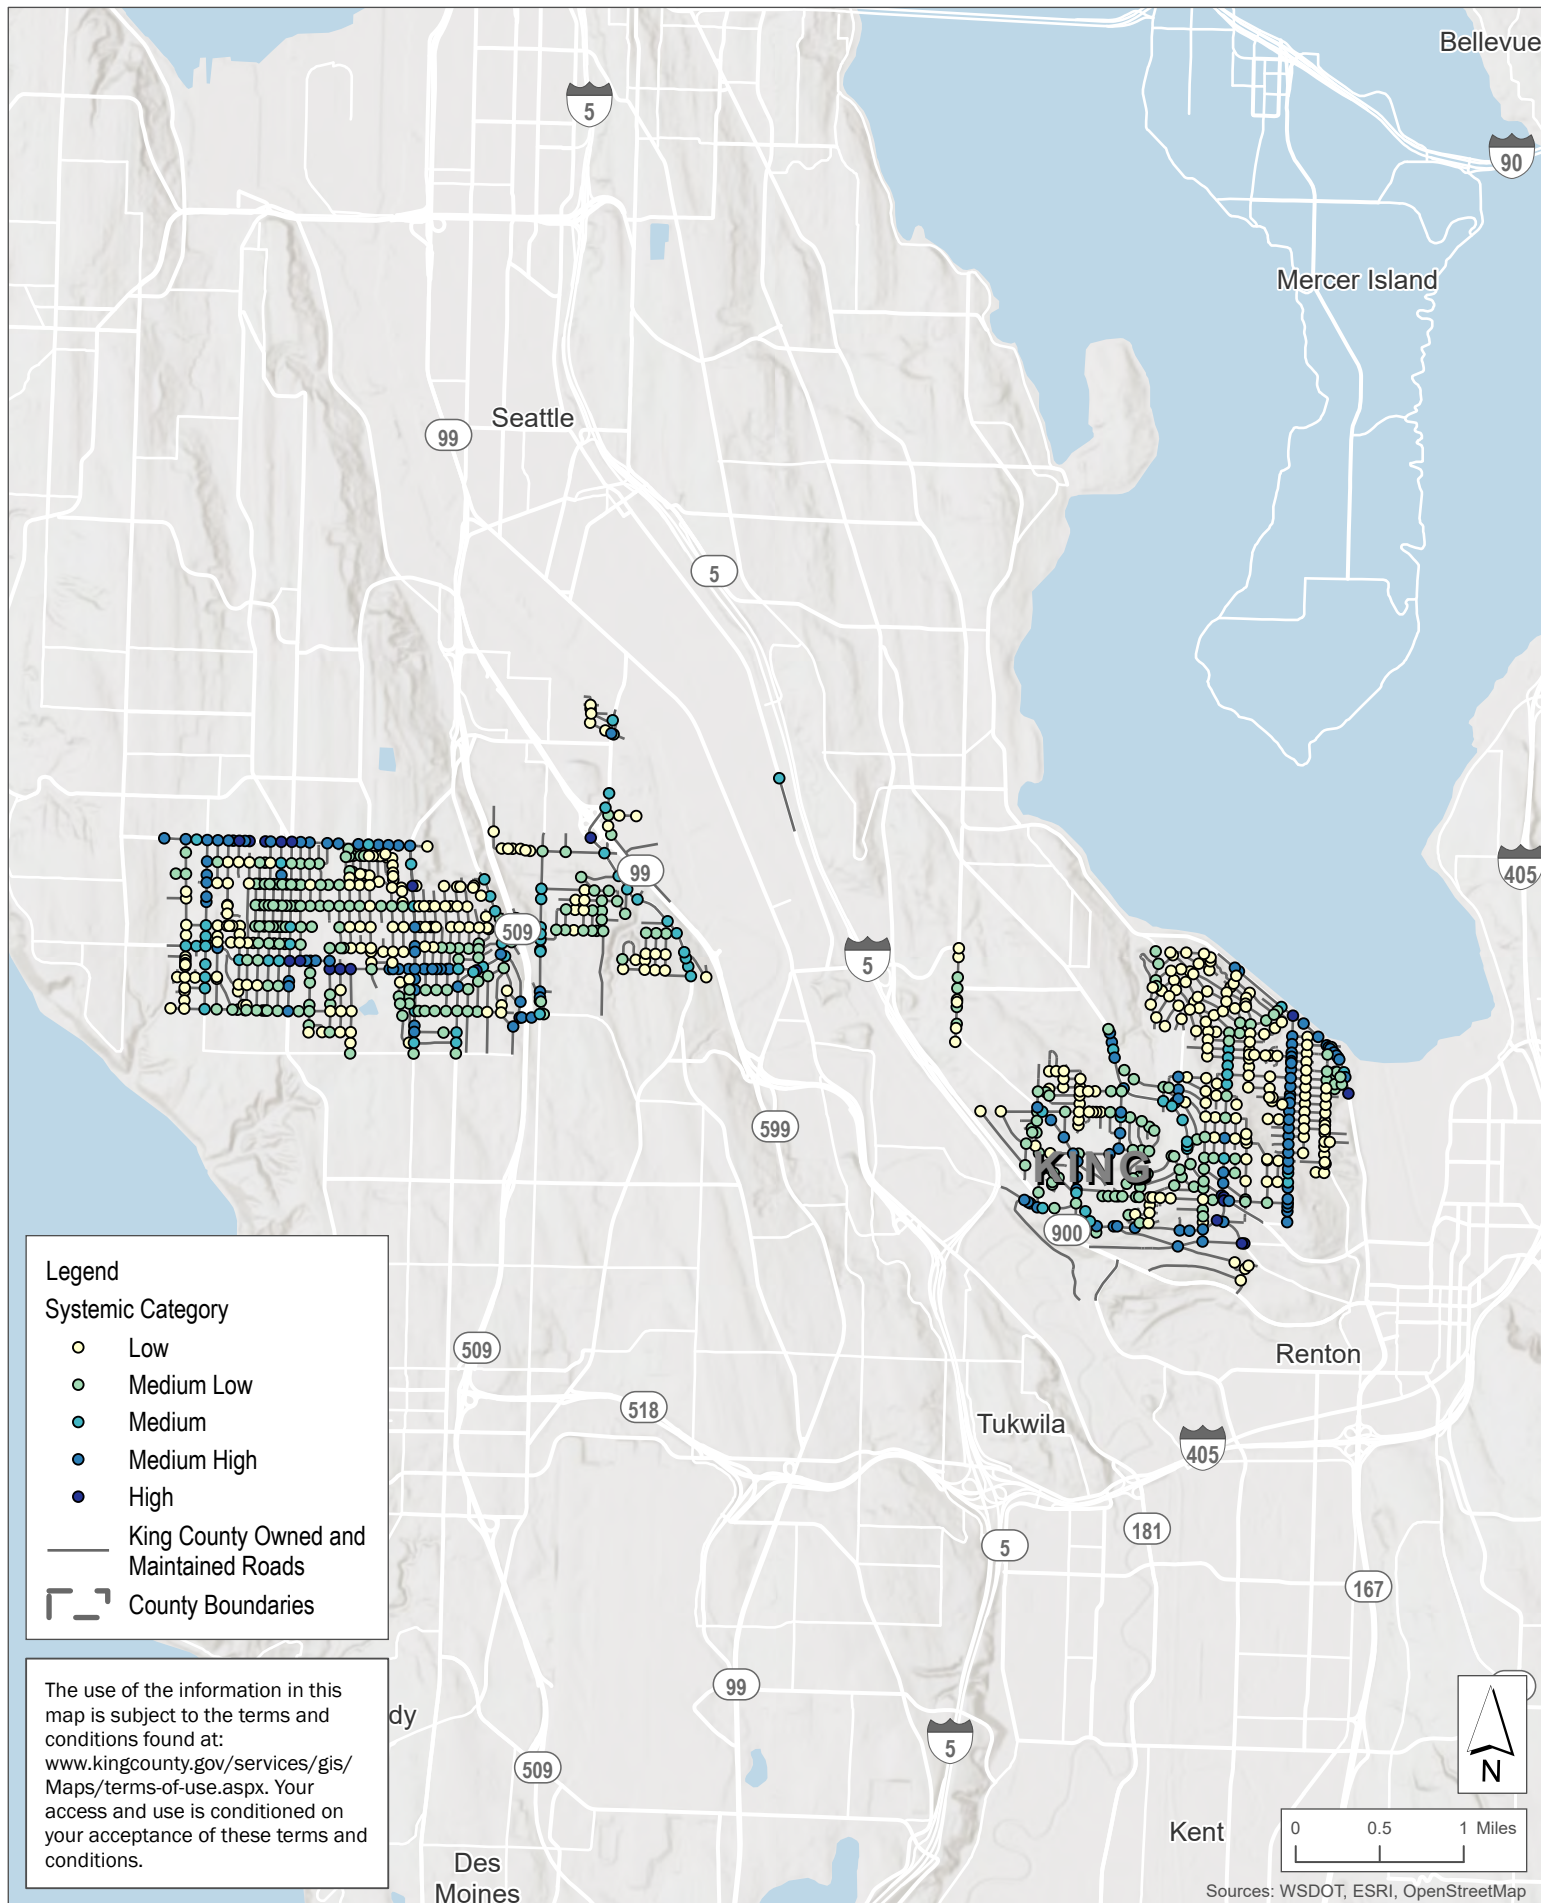 Bellevue
5
90
Mercer Island
Seattle
99
5
405
99
509
5
599
KING
900
Renton
509
518
Tukwila
405
181
5
167
99
5
509
dy
Kent
Des
Moines
Legend
Systemic Category
Low
Medium Low
Medium
Medium High
High
King County Owned and
Maintained Roads
County Boundaries
The use of the information in this
map is subject to the terms and
conditions found at:
www.kingcounty.gov/services/gis/
Maps/terms-of-use.aspx. Your
access and use is conditioned on
your acceptance of these terms and
conditions.
N
0 0.5 1 Miles
Sources: WSDOT, ESRI, OpenStreetMap